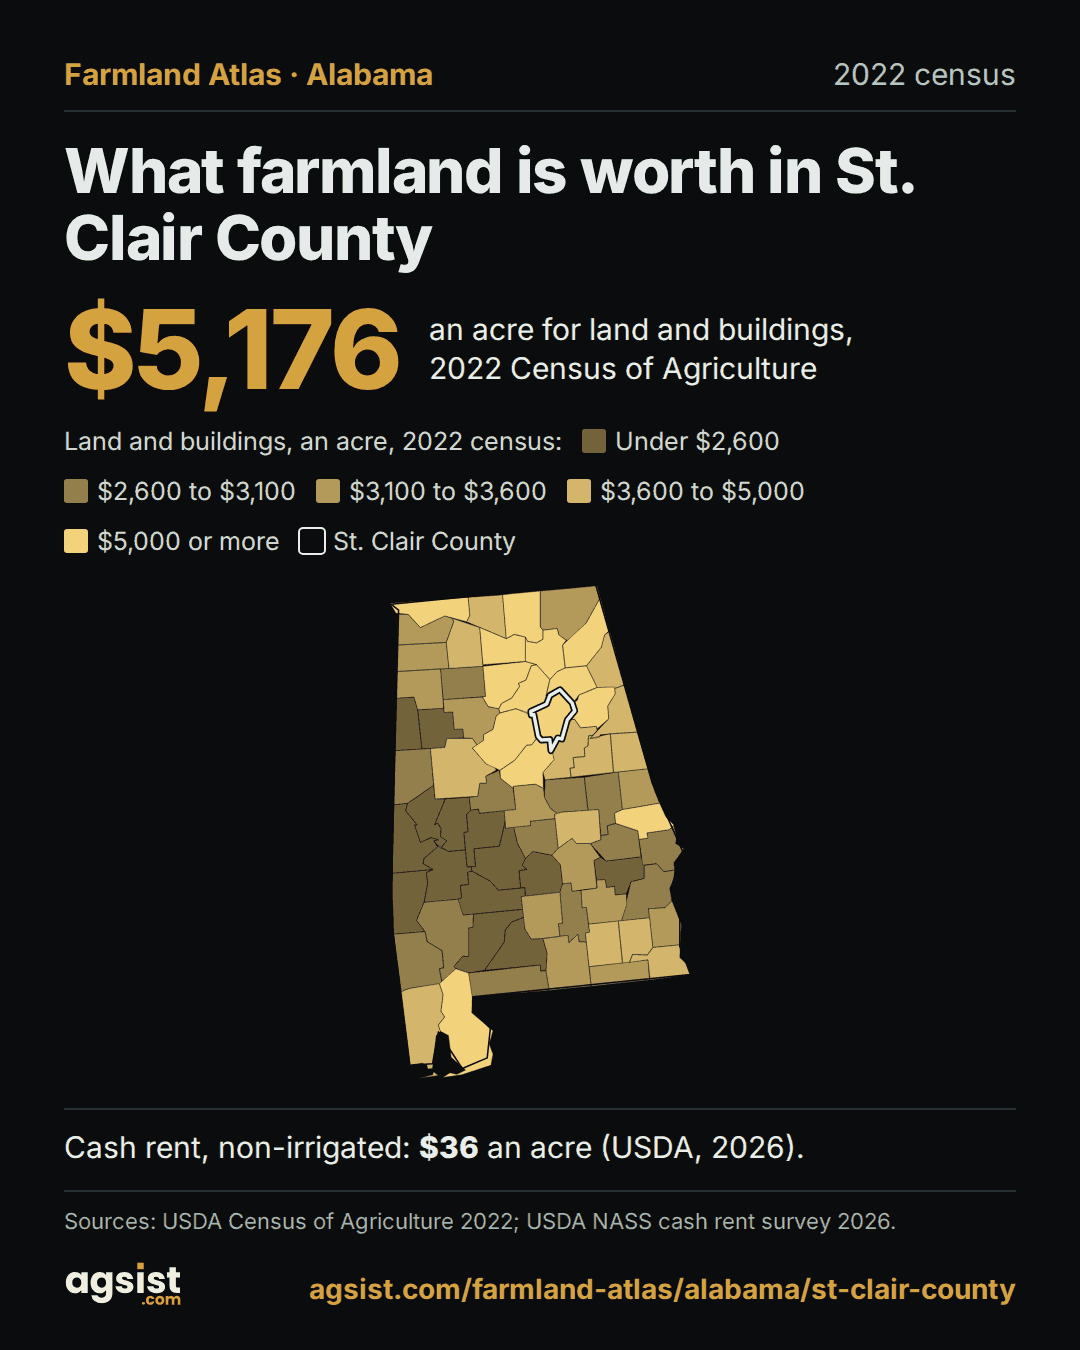 Farmland Atlas · Alabama
2022 census
What farmland is worth in St.
Clair County
$5,176
an acre for land and buildings,
2022 Census of Agriculture
Land and buildings, an acre, 2022 census: Under $2,600
$2,600 to $3,100 $3,100 to $3,600 $3,600 to $5,000
$5,000 or more St. Clair County
Cash rent, non-irrigated: $36 an acre (USDA, 2026).
Sources: USDA Census of Agriculture 2022; USDA NASS cash rent survey 2026.
agsist
.com
agsist.com/farmland-atlas/alabama/st-clair-county